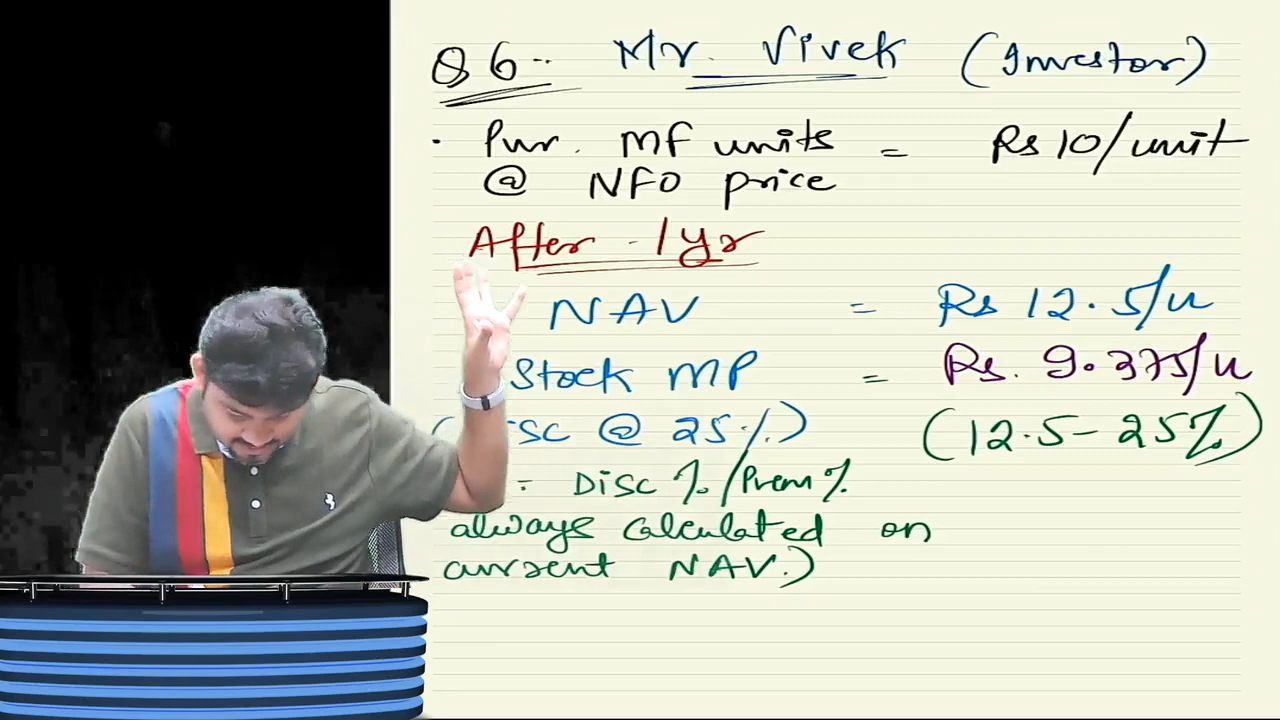 Q6.. Mr. Vivek (Investor)
. Pur. MF units = Rs 10/unit
@ NFO price
After 1yr
NAV = Rs 12.5/u
Stock MP = Rs. 9.375/u
@ 25%) (12.5-25%)
= Disc %/Prem%
always calculated on
current NAV.)